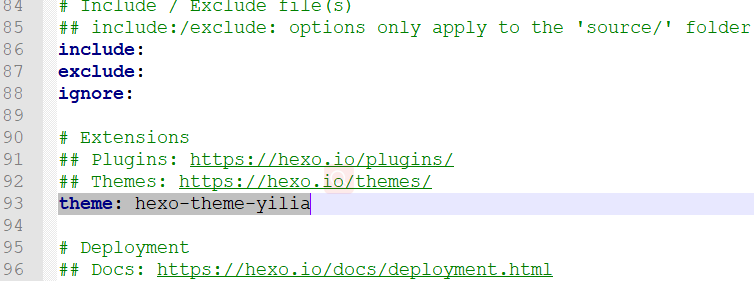 84 # Include / Exclude file(s)
85 ## include:/exclude: options only apply to the 'source/' folder
86 include:
87 exclude:
88 ignore:
89
90 # Extensions
91 ## Plugins: https://hexo.io/plugins/
92 ## Themes: https://hexo.io/themes/
93 theme: hexo-theme-yilia
94
95 # Deployment
96 ## Docs: https://hexo.io/docs/deployment.html